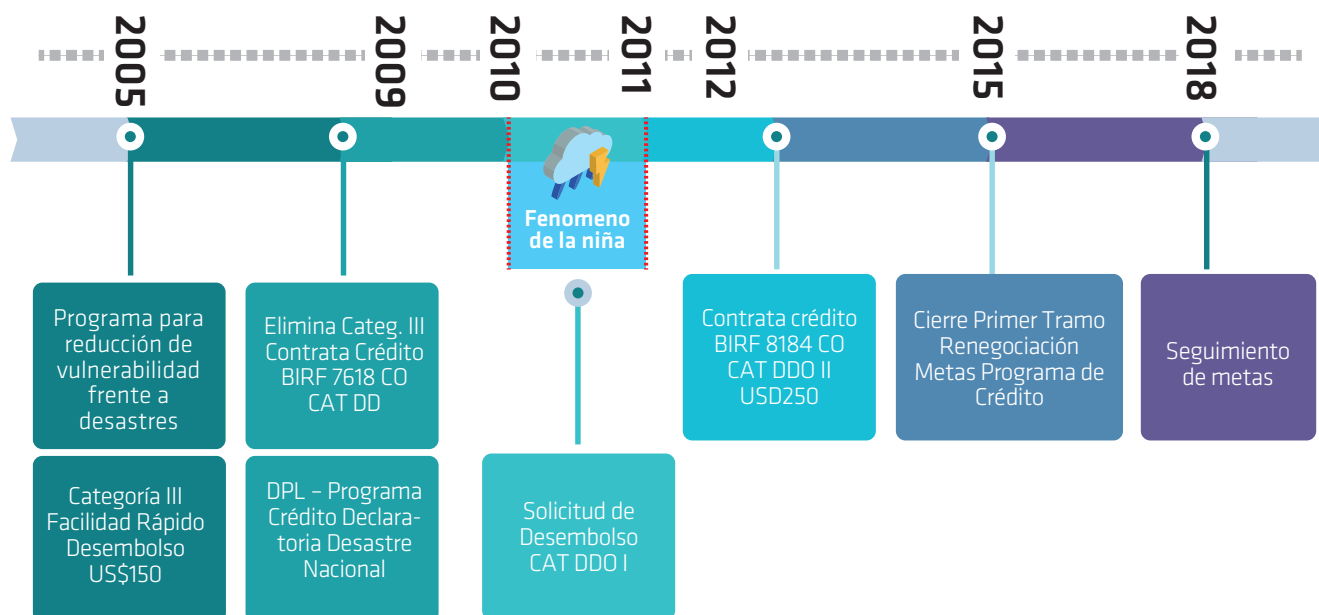 2005
2009
2010
2011
2012
2015
2018
Fenomeno
de la niña
Programa para
reducción de
vulnerabilidad
frente a
desastres
Categoría III
Facilidad Rápido
Desembolso
US$150
Elimina Categ. III
Contrata Crédito
BIRF 7618 CO
CAT DD
DPL – Programa
Crédito Declara-
toria Desastre
Nacional
Solicitud de
Desembolso
CAT DDO I
Contrata crédito
BIRF 8184 CO
CAT DDO II
USD250
Cierre Primer Tramo
Renegociación
Metas Programa de
Crédito
Seguimiento
de metas